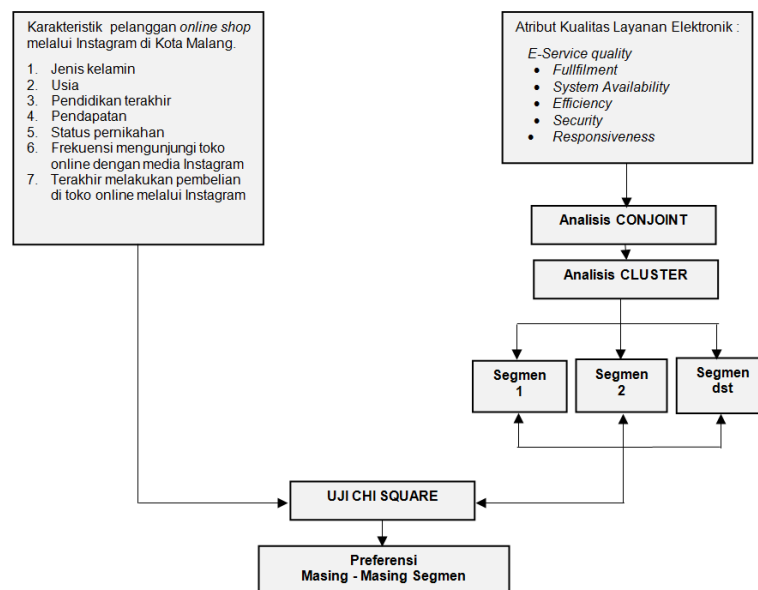 Karakteristik pelanggan online shop
melalui Instagram di Kota Malang.
1. Jenis kelamin
2. Usia
3. Pendidikan terakhir
4. Pendapatan
5. Status pernikahan
6. Frekuensi mengunjungi toko
online dengan media Instagram
7. Terakhir melakukan pembelian
di toko online melalui Instagram
Atribut Kualitas Layanan Elektronik :
E-Service quality
• Fullfilment
• System Availability
• Efficiency
• Security
• Responsiveness
Analisis CONJOINT
Analisis CLUSTER
Segmen
1
Segmen
2
Segmen
dst
UJI CHI SQUARE
Preferensi
Masing - Masing Segmen